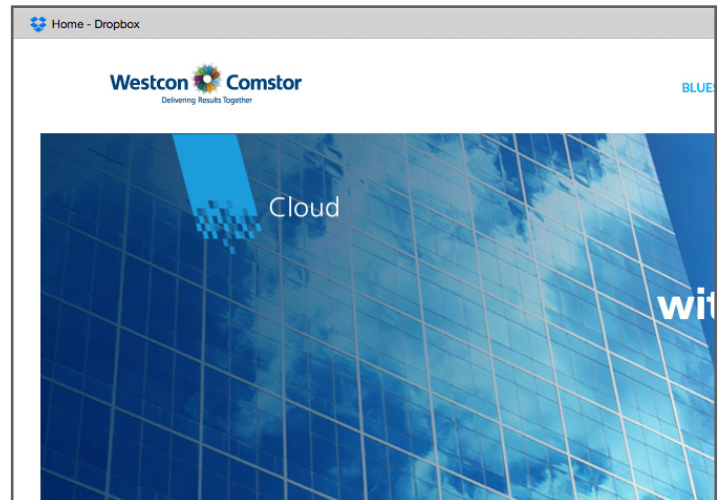 Home - Dropbox
Westcon Comstor
Delivering Results Together
BLUES
Cloud
wit